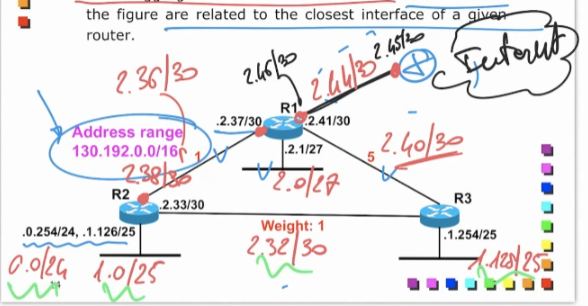 the figure are related to the closest interface of a given
router.
2.45/30
Internet
2.36/30
2.46/30
2.44/30
R1
.2.37/30
.2.41/30
Address range
130.192.0.0/16
1
.2.1/27
5
2.40/30
2.38/30
2.0/27
R2
.2.33/30
R3
.0.254/24, .1.126/25
Weight: 1
.1.254/25
0.0/24
1.0/25
2.32/30
1.128/25